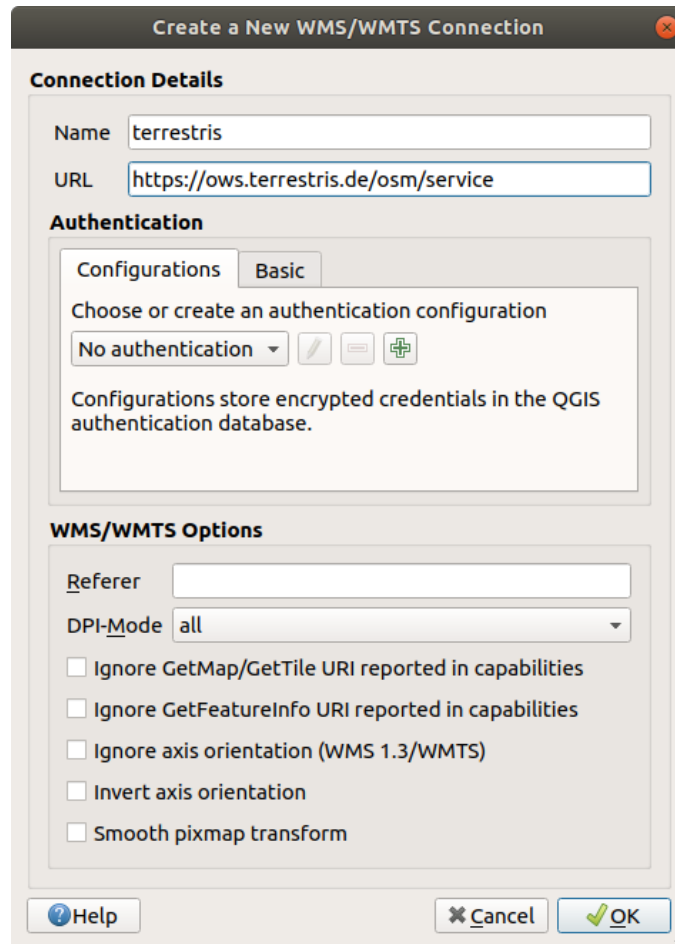 Create a New WMS/WMTS Connection
Connection Details
Name terrestris
URL https://ows.terrestris.de/osm/service
Authentication
Configurations Basic
Choose or create an authentication configuration
No authentication
Configurations store encrypted credentials in the QGIS
authentication database.
WMS/WMTS Options
Referer
DPI-Mode all
Ignore GetMap/GetTile URI reported in capabilities
Ignore GetFeatureInfo URI reported in capabilities
Ignore axis orientation (WMS 1.3/WMTS)
Invert axis orientation
Smooth pixmap transform
Help Cancel OK